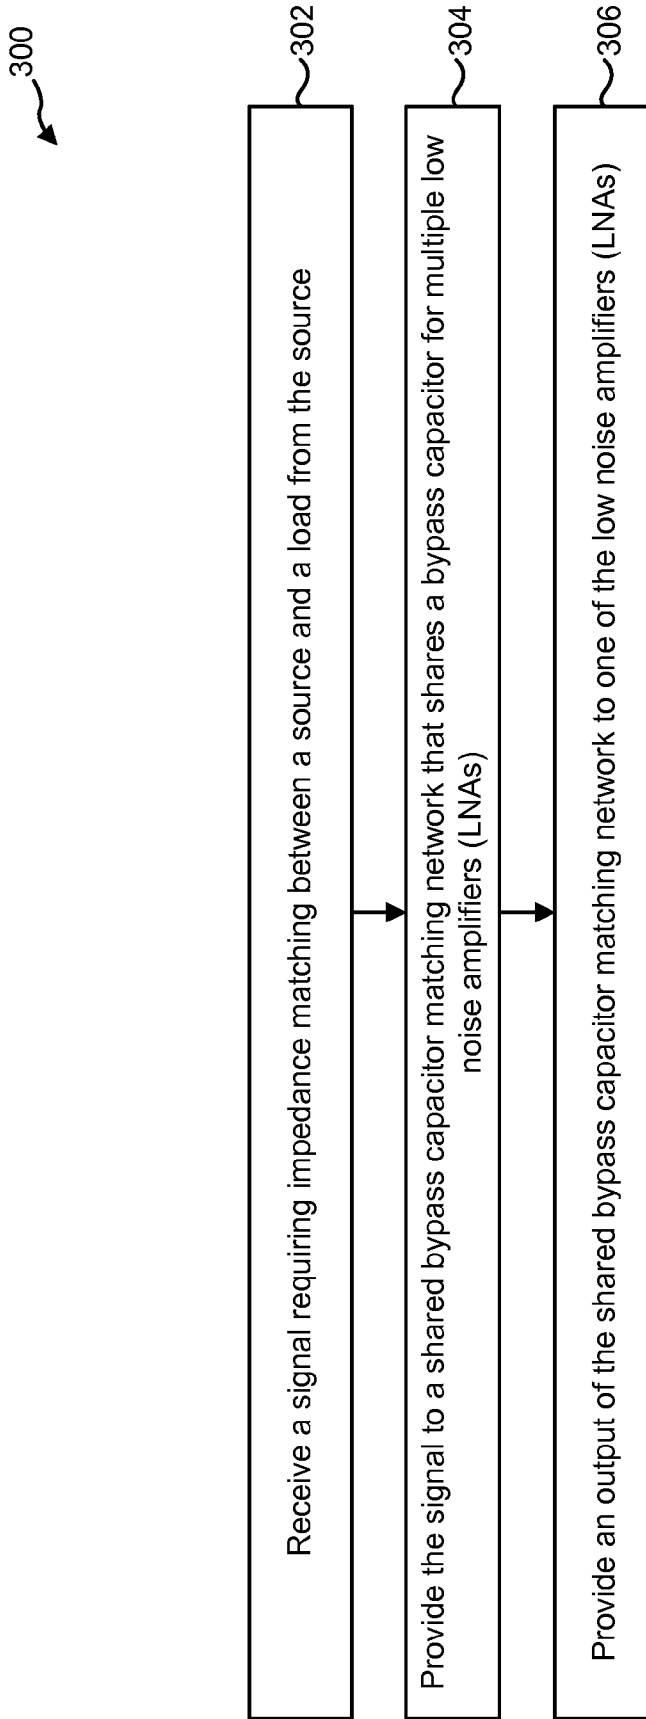 300
Receive a signal requiring impedance matching between a source and a load from the source
302
Provide the signal to a shared bypass capacitor matching network that shares a bypass capacitor for multiple low
noise amplifiers (LNAs)
304
Provide an output of the shared bypass capacitor matching network to one of the low noise amplifiers (LNAs)
306